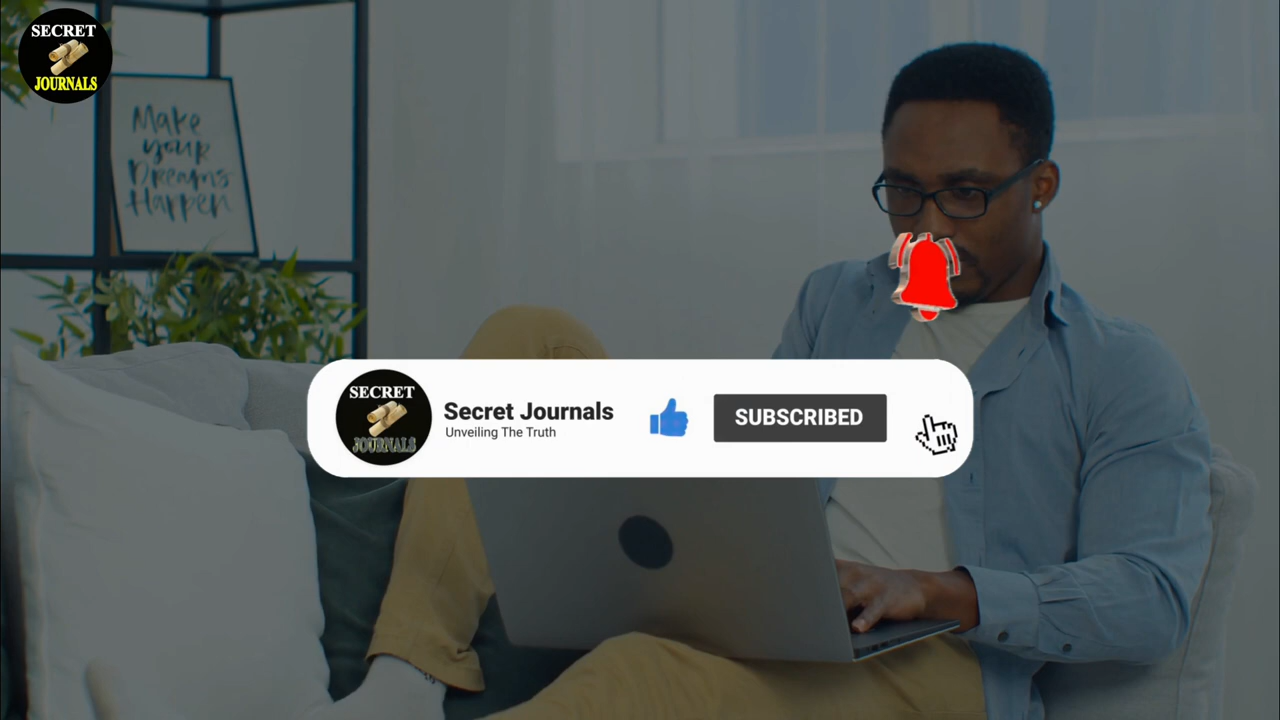 SECRET
JOURNALS
Make
your
Dreams
Happen
SECRET
JOURNALS
Secret Journals
Unveiling The Truth
SUBSCRIBED